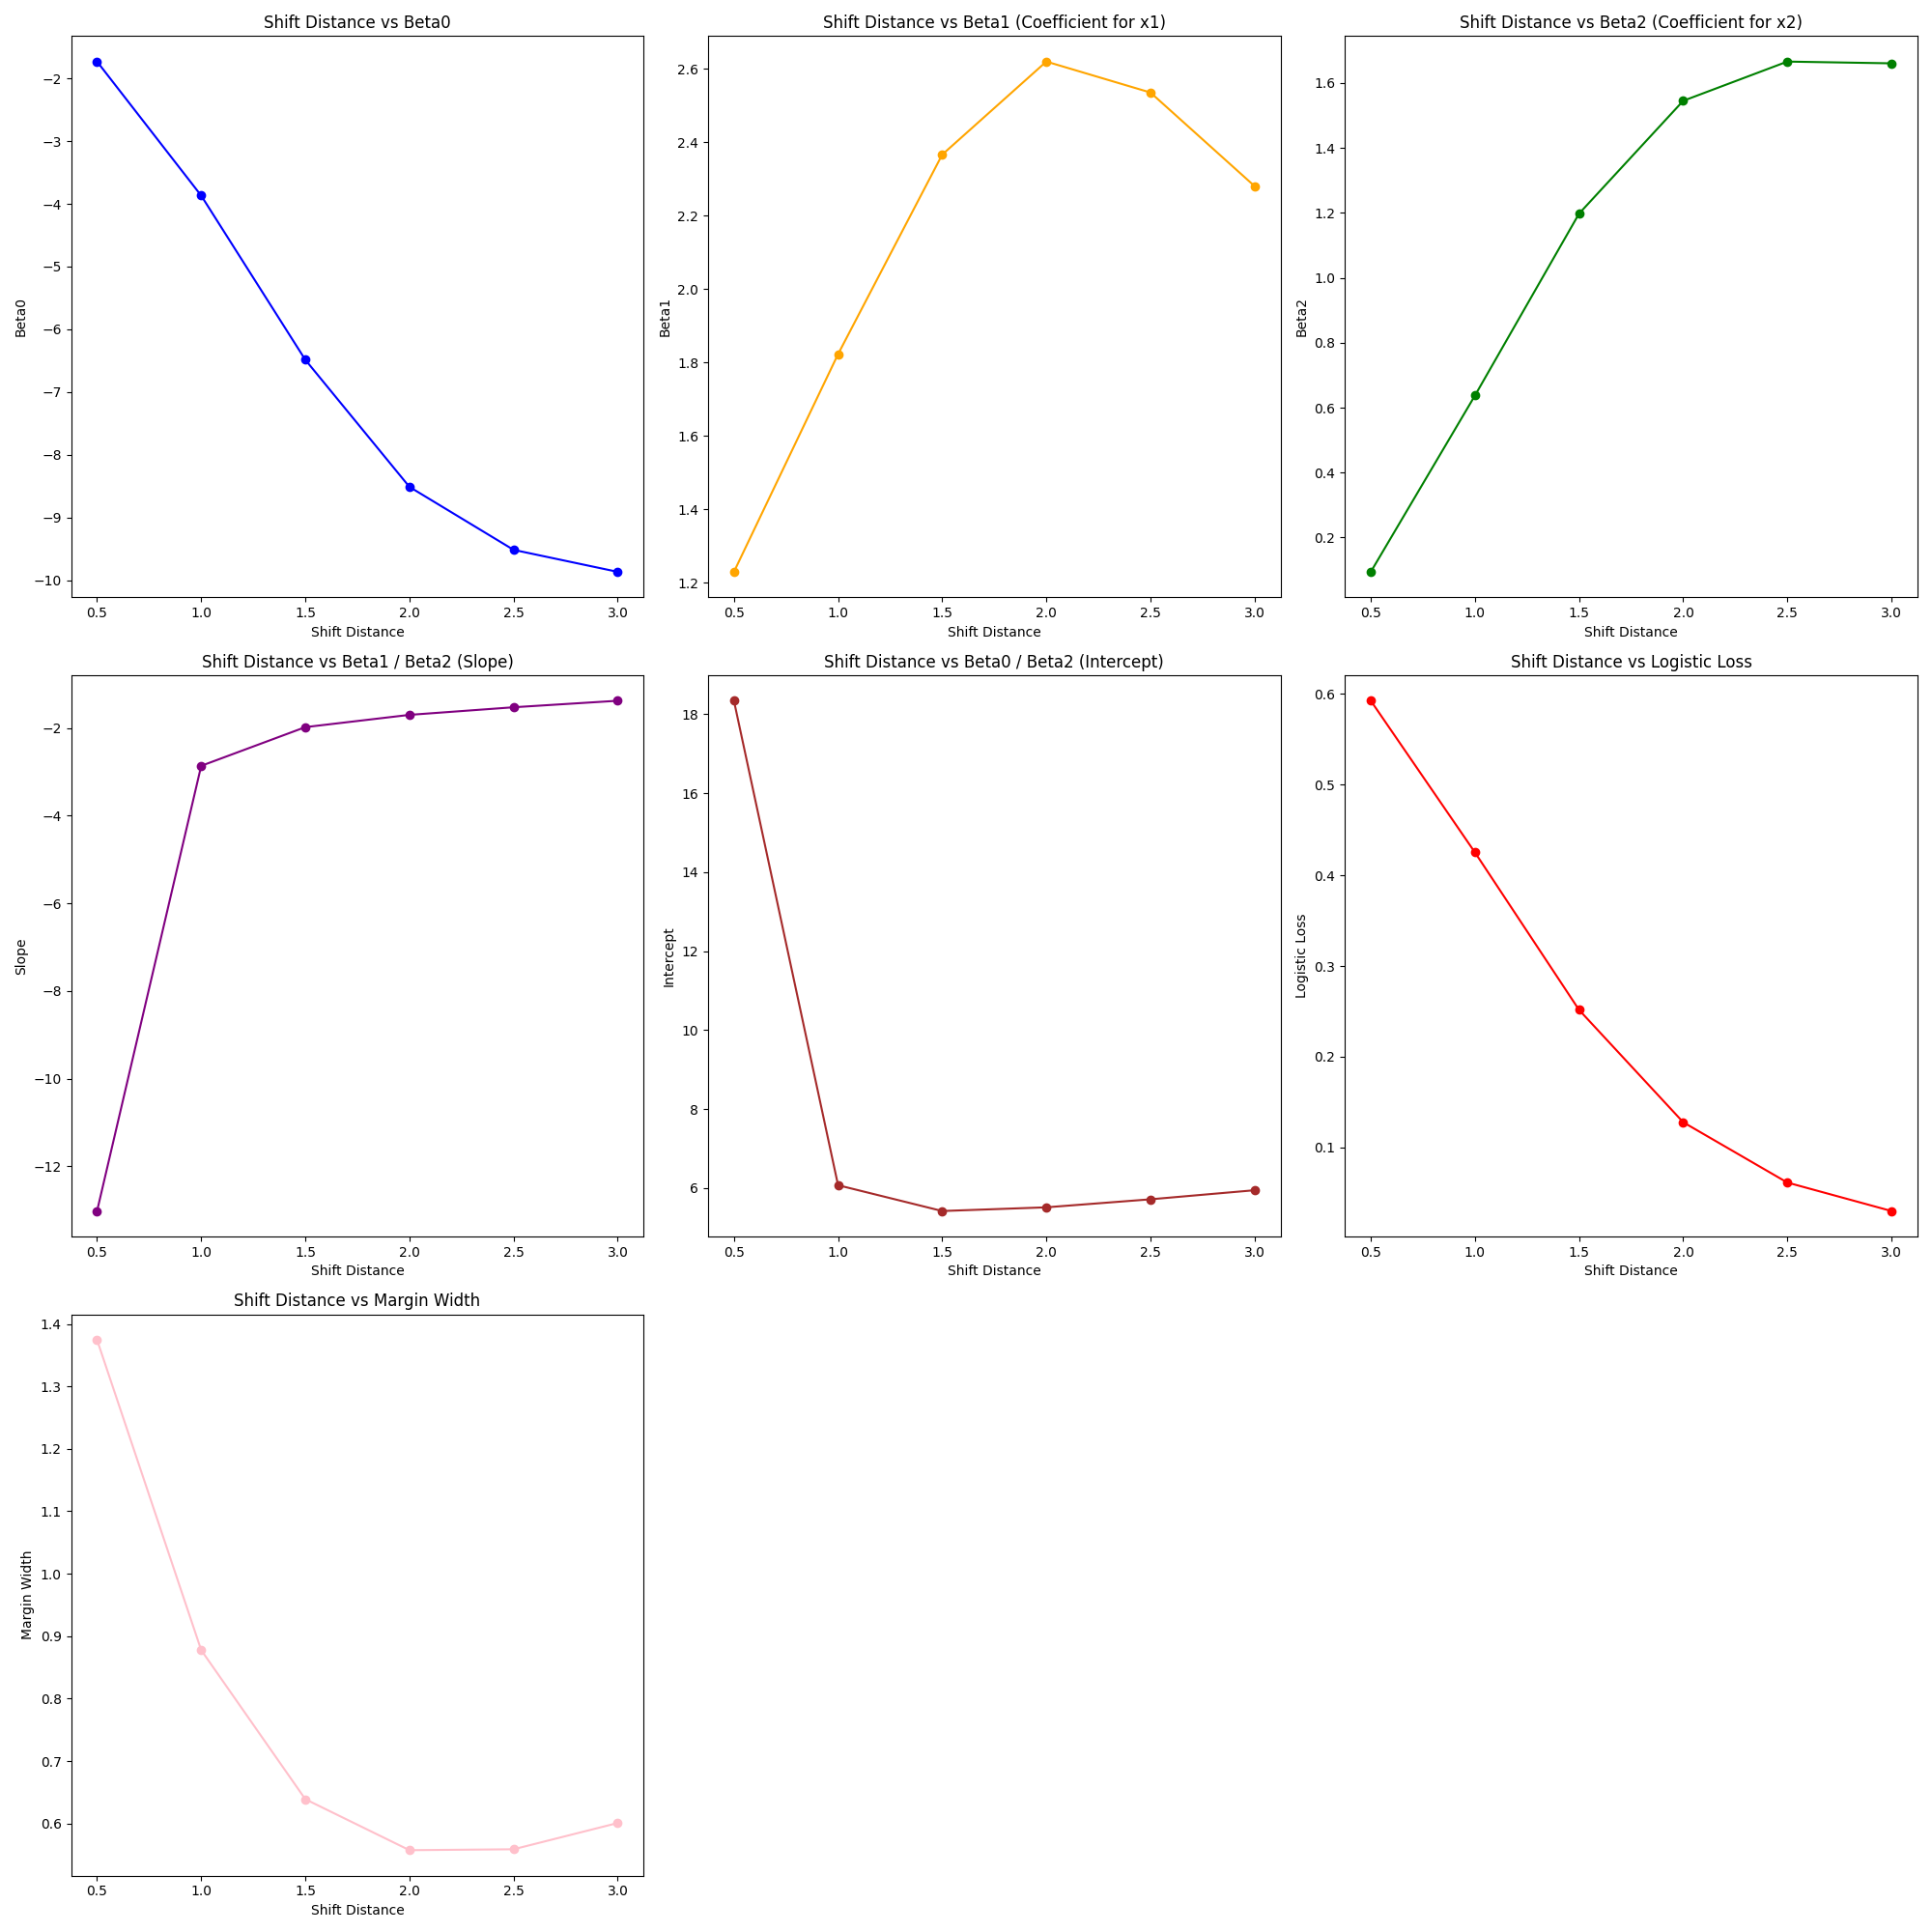 Shift Distance vs Beta0
Beta0
−2
−3
−4
−5
−6
−7
−8
−9
−10
0.5 1.0 1.5 2.0 2.5 3.0
Shift Distance
Shift Distance vs Beta1 (Coefficient for x1)
Beta1
2.6
2.4
2.2
2.0
1.8
1.6
1.4
1.2
0.5 1.0 1.5 2.0 2.5 3.0
Shift Distance
Shift Distance vs Beta2 (Coefficient for x2)
Beta2
1.6
1.4
1.2
1.0
0.8
0.6
0.4
0.2
0.5 1.0 1.5 2.0 2.5 3.0
Shift Distance
Shift Distance vs Beta1 / Beta2 (Slope)
Slope
−2
−4
−6
−8
−10
−12
0.5 1.0 1.5 2.0 2.5 3.0
Shift Distance
Shift Distance vs Beta0 / Beta2 (Intercept)
Intercept
18
16
14
12
10
8
6
0.5 1.0 1.5 2.0 2.5 3.0
Shift Distance
Shift Distance vs Logistic Loss
Logistic Loss
0.6
0.5
0.4
0.3
0.2
0.1
0.5 1.0 1.5 2.0 2.5 3.0
Shift Distance
Shift Distance vs Margin Width
Margin Width
1.4
1.3
1.2
1.1
1.0
0.9
0.8
0.7
0.6
0.5 1.0 1.5 2.0 2.5 3.0
Shift Distance